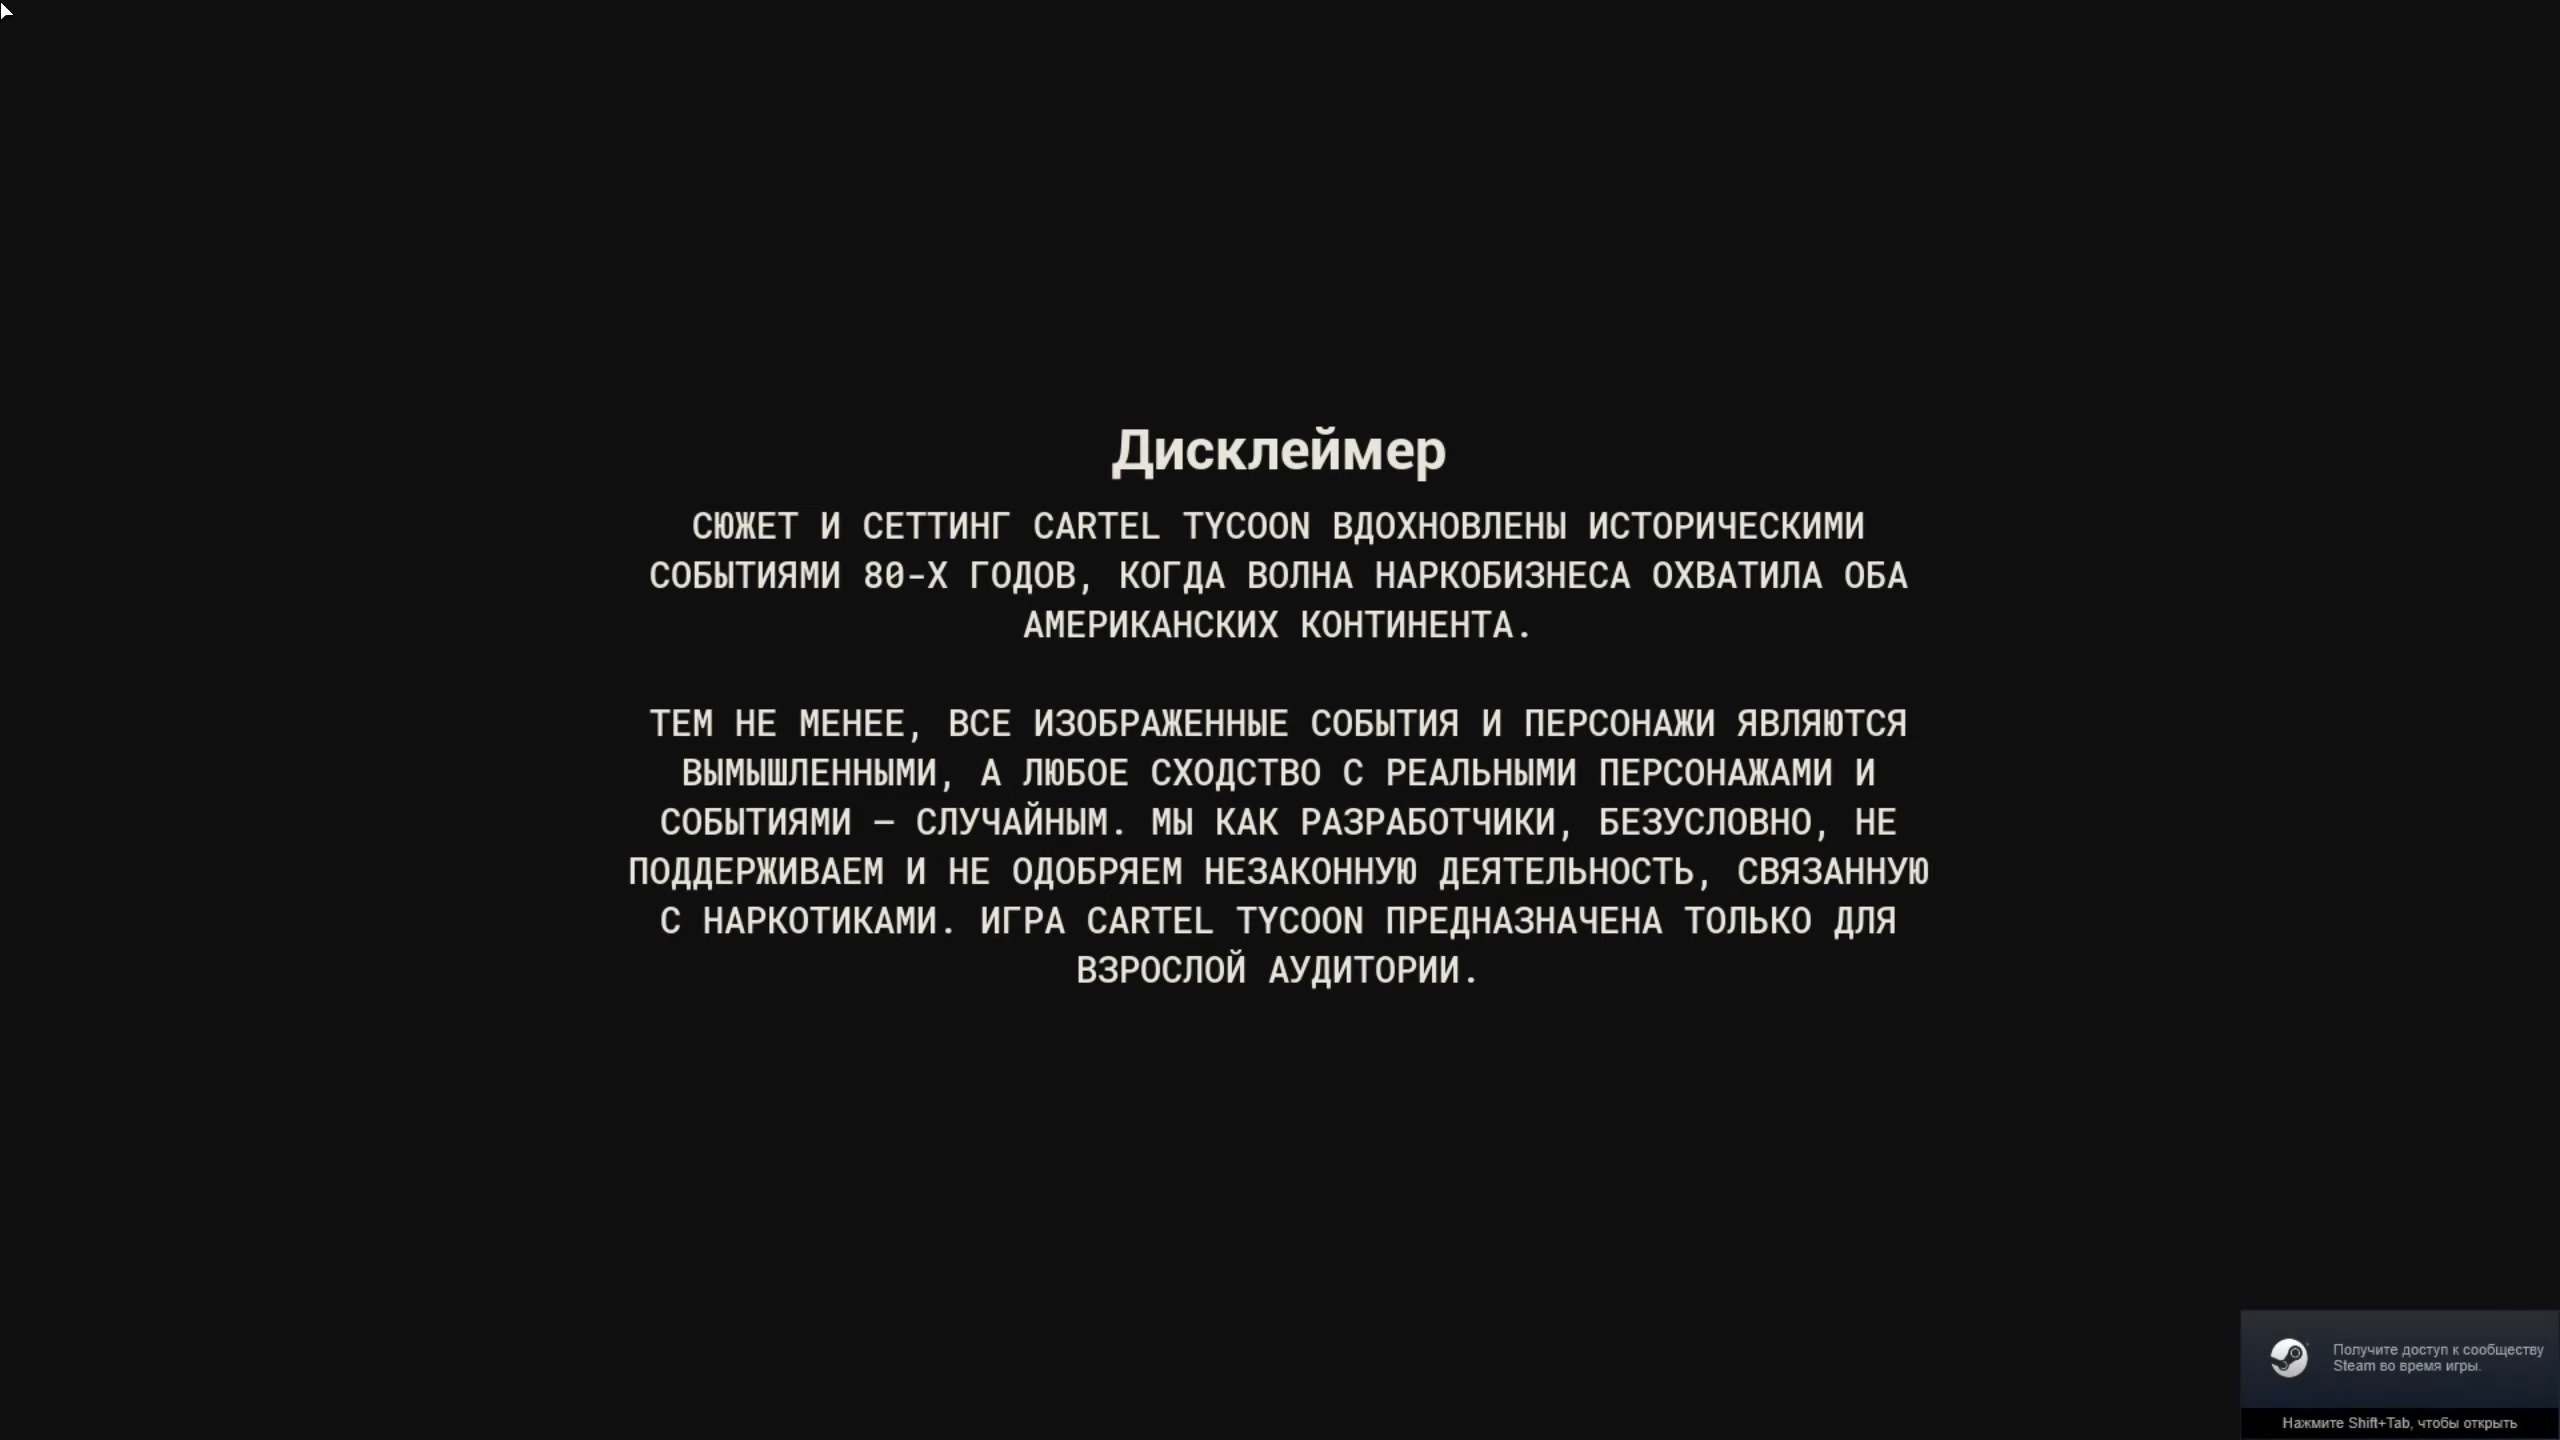 Дисклеймер
СЮЖЕТ И СЕТТИНГ CARTEL TYCOON ВДОХНОВЛЕНЫ ИСТОРИЧЕСКИМИ
СОБЫТИЯМИ 80-Х ГОДОВ, КОГДА ВОЛНА НАРКОБИЗНЕСА ОХВАТИЛА ОБА
АМЕРИКАНСКИХ КОНТИНЕНТА.
ТЕМ НЕ МЕНЕЕ, ВСЕ ИЗОБРАЖЕННЫЕ СОБЫТИЯ И ПЕРСОНАЖИ ЯВЛЯЮТСЯ
ВЫМЫШЛЕННЫМИ, А ЛЮБОЕ СХОДСТВО С РЕАЛЬНЫМИ ПЕРСОНАЖАМИ И
СОБЫТИЯМИ — СЛУЧАЙНЫМ. МЫ КАК РАЗРАБОТЧИКИ, БЕЗУСЛОВНО, НЕ
ПОДДЕРЖИВАЕМ И НЕ ОДОБРЯЕМ НЕЗАКОННУЮ ДЕЯТЕЛЬНОСТЬ, СВЯЗАННУЮ
С НАРКОТИКАМИ. ИГРА CARTEL TYCOON ПРЕДНАЗНАЧЕНА ТОЛЬКО ДЛЯ
ВЗРОСЛОЙ АУДИТОРИИ.
Получите доступ к сообществу
Steam во время игры.
Нажмите Shift+Tab, чтобы открыть